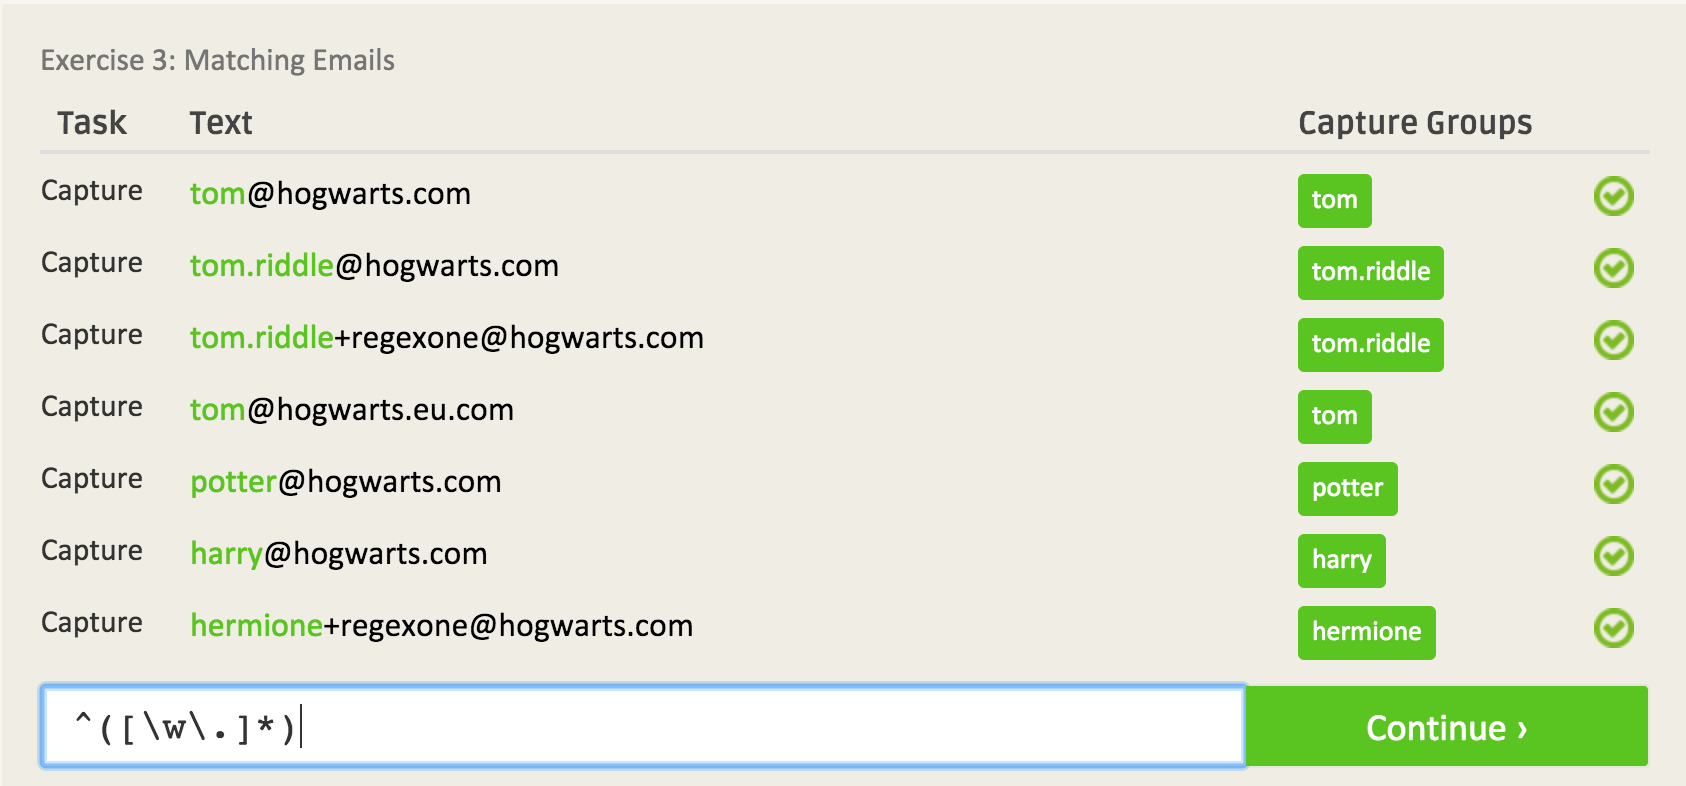 Exercise 3: Matching Emails
Task Text Capture Groups
Capture tom@hogwarts.com tom
Capture tom.riddle@hogwarts.com tom.riddle
Capture tom.riddle+regexone@hogwarts.com tom.riddle
Capture tom@hogwarts.eu.com tom
Capture potter@hogwarts.com potter
Capture harry@hogwarts.com harry
Capture hermione+regexone@hogwarts.com hermione
^([\w\.]*) Continue ›